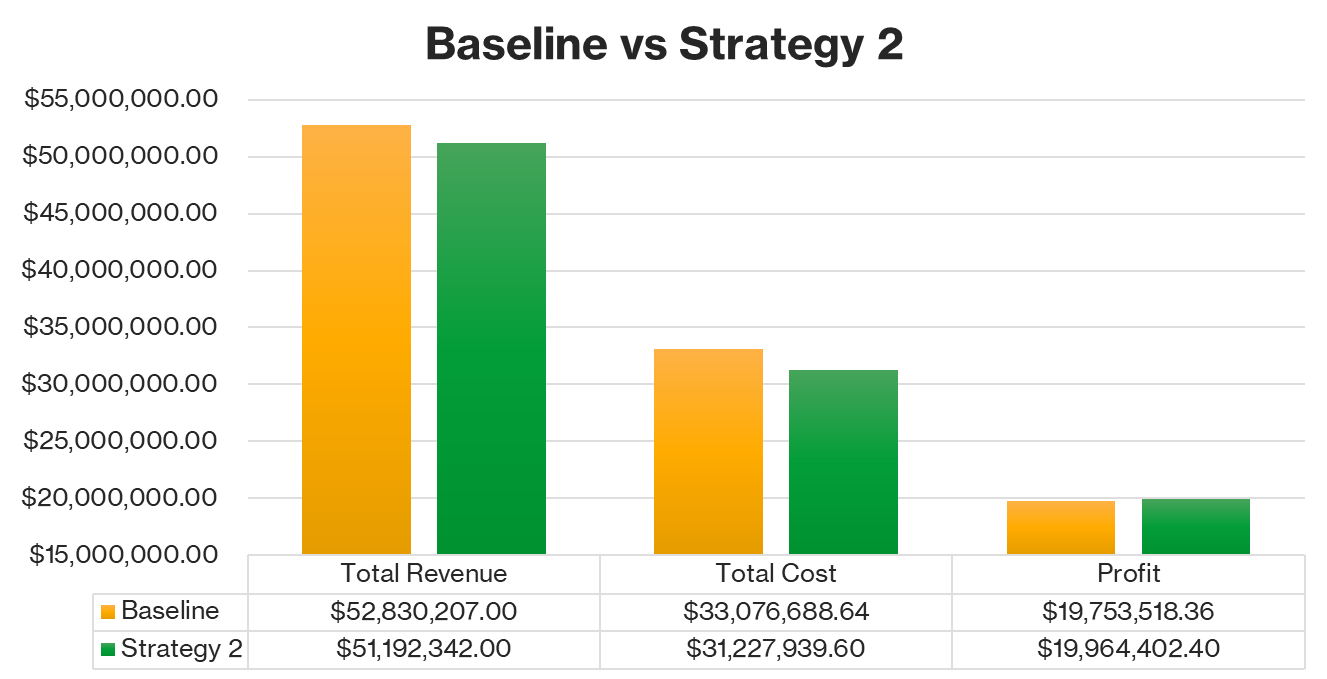 Baseline vs Strategy 2
$55,000,000.00
$50,000,000.00
$45,000,000.00
$40,000,000.00
$35,000,000.00
$30,000,000.00
$25,000,000.00
$20,000,000.00
$15,000,000.00
Total Revenue Total Cost Profit
Baseline $52,830,207.00 $33,076,688.64 $19,753,518.36
Strategy 2 $51,192,342.00 $31,227,939.60 $19,964,402.40